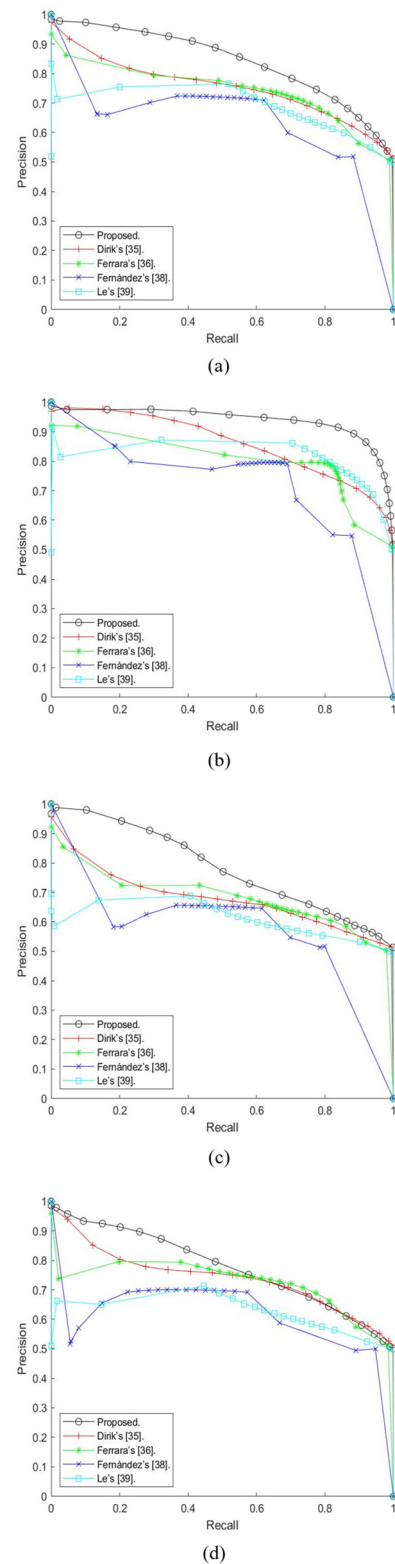 1
0.9
0.8
0.7
0.6
0.5
0.4
0.3
0.2
0.1
0
Precision
Proposed.
Dirik's [35].
Ferrara's [36].
Fernández's [38].
Le's [39].
0 0.2 0.4 0.6 0.8 1
Recall
(a)
1
0.9
0.8
0.7
0.6
0.5
0.4
0.3
0.2
0.1
0
Precision
Proposed.
Dirik's [35].
Ferrara's [36].
Fernández's [38].
Le's [39].
0 0.2 0.4 0.6 0.8 1
Recall
(b)
1
0.9
0.8
0.7
0.6
0.5
0.4
0.3
0.2
0.1
0
Precision
Proposed.
Dirik's [35].
Ferrara's [36].
Fernández's [38].
Le's [39].
0 0.2 0.4 0.6 0.8 1
Recall
(c)
1
0.9
0.8
0.7
0.6
0.5
0.4
0.3
0.2
0.1
0
Precision
Proposed.
Dirik's [35].
Ferrara's [36].
Fernández's [38].
Le's [39].
0 0.2 0.4 0.6 0.8 1
Recall
(d)